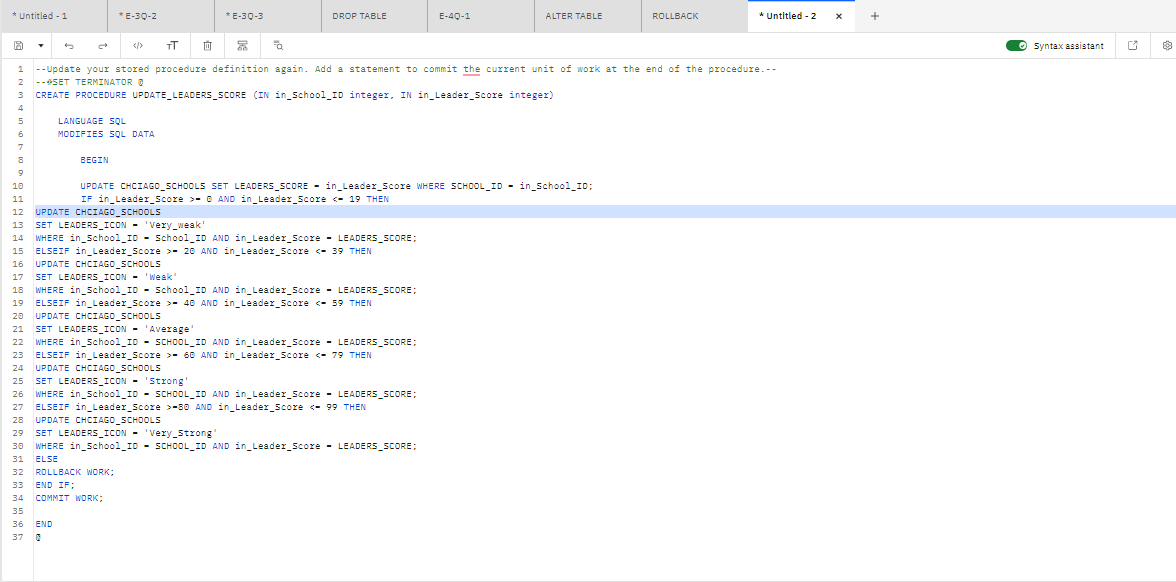 * Untitled - 1
* E-3Q-2
* E-3Q-3
DROP TABLE
E-4Q-1
ALTER TABLE
ROLLBACK
* Untitled - 2 ×
+
Syntax assistant
1 --Update your stored procedure definition again. Add a statement to commit the current unit of work at the end of the procedure.--
2 --#SET TERMINATOR @
3 CREATE PROCEDURE UPDATE_LEADERS_SCORE (IN in_School_ID integer, IN in_Leader_Score integer)
4
5 LANGUAGE SQL
6 MODIFIES SQL DATA
7
8 BEGIN
9
10 UPDATE CHCIAGO_SCHOOLS SET LEADERS_SCORE = in_Leader_Score WHERE SCHOOL_ID = in_School_ID;
11 IF in_Leader_Score >= 0 AND in_Leader_Score <= 19 THEN
12 UPDATE CHCIAGO_SCHOOLS
13 SET LEADERS_ICON = 'Very_weak'
14 WHERE in_School_ID = School_ID AND in_Leader_Score = LEADERS_SCORE;
15 ELSEIF in_Leader_Score >= 20 AND in_Leader_Score <= 39 THEN
16 UPDATE CHCIAGO_SCHOOLS
17 SET LEADERS_ICON = 'Weak'
18 WHERE in_School_ID = School_ID AND in_Leader_Score = LEADERS_SCORE;
19 ELSEIF in_Leader_Score >= 40 AND in_Leader_Score <= 59 THEN
20 UPDATE CHCIAGO_SCHOOLS
21 SET LEADERS_ICON = 'Average'
22 WHERE in_School_ID = SCHOOL_ID AND in_Leader_Score = LEADERS_SCORE;
23 ELSEIF in_Leader_Score >= 60 AND in_Leader_Score <= 79 THEN
24 UPDATE CHCIAGO_SCHOOLS
25 SET LEADERS_ICON = 'Strong'
26 WHERE in_School_ID = SCHOOL_ID AND in_Leader_Score = LEADERS_SCORE;
27 ELSEIF in_Leader_Score >=80 AND in_Leader_Score <= 99 THEN
28 UPDATE CHCIAGO_SCHOOLS
29 SET LEADERS_ICON = 'Very_Strong'
30 WHERE in_School_ID = SCHOOL_ID AND in_Leader_Score = LEADERS_SCORE;
31 ELSE
32 ROLLBACK WORK;
33 END IF;
34 COMMIT WORK;
35
36 END
37 @